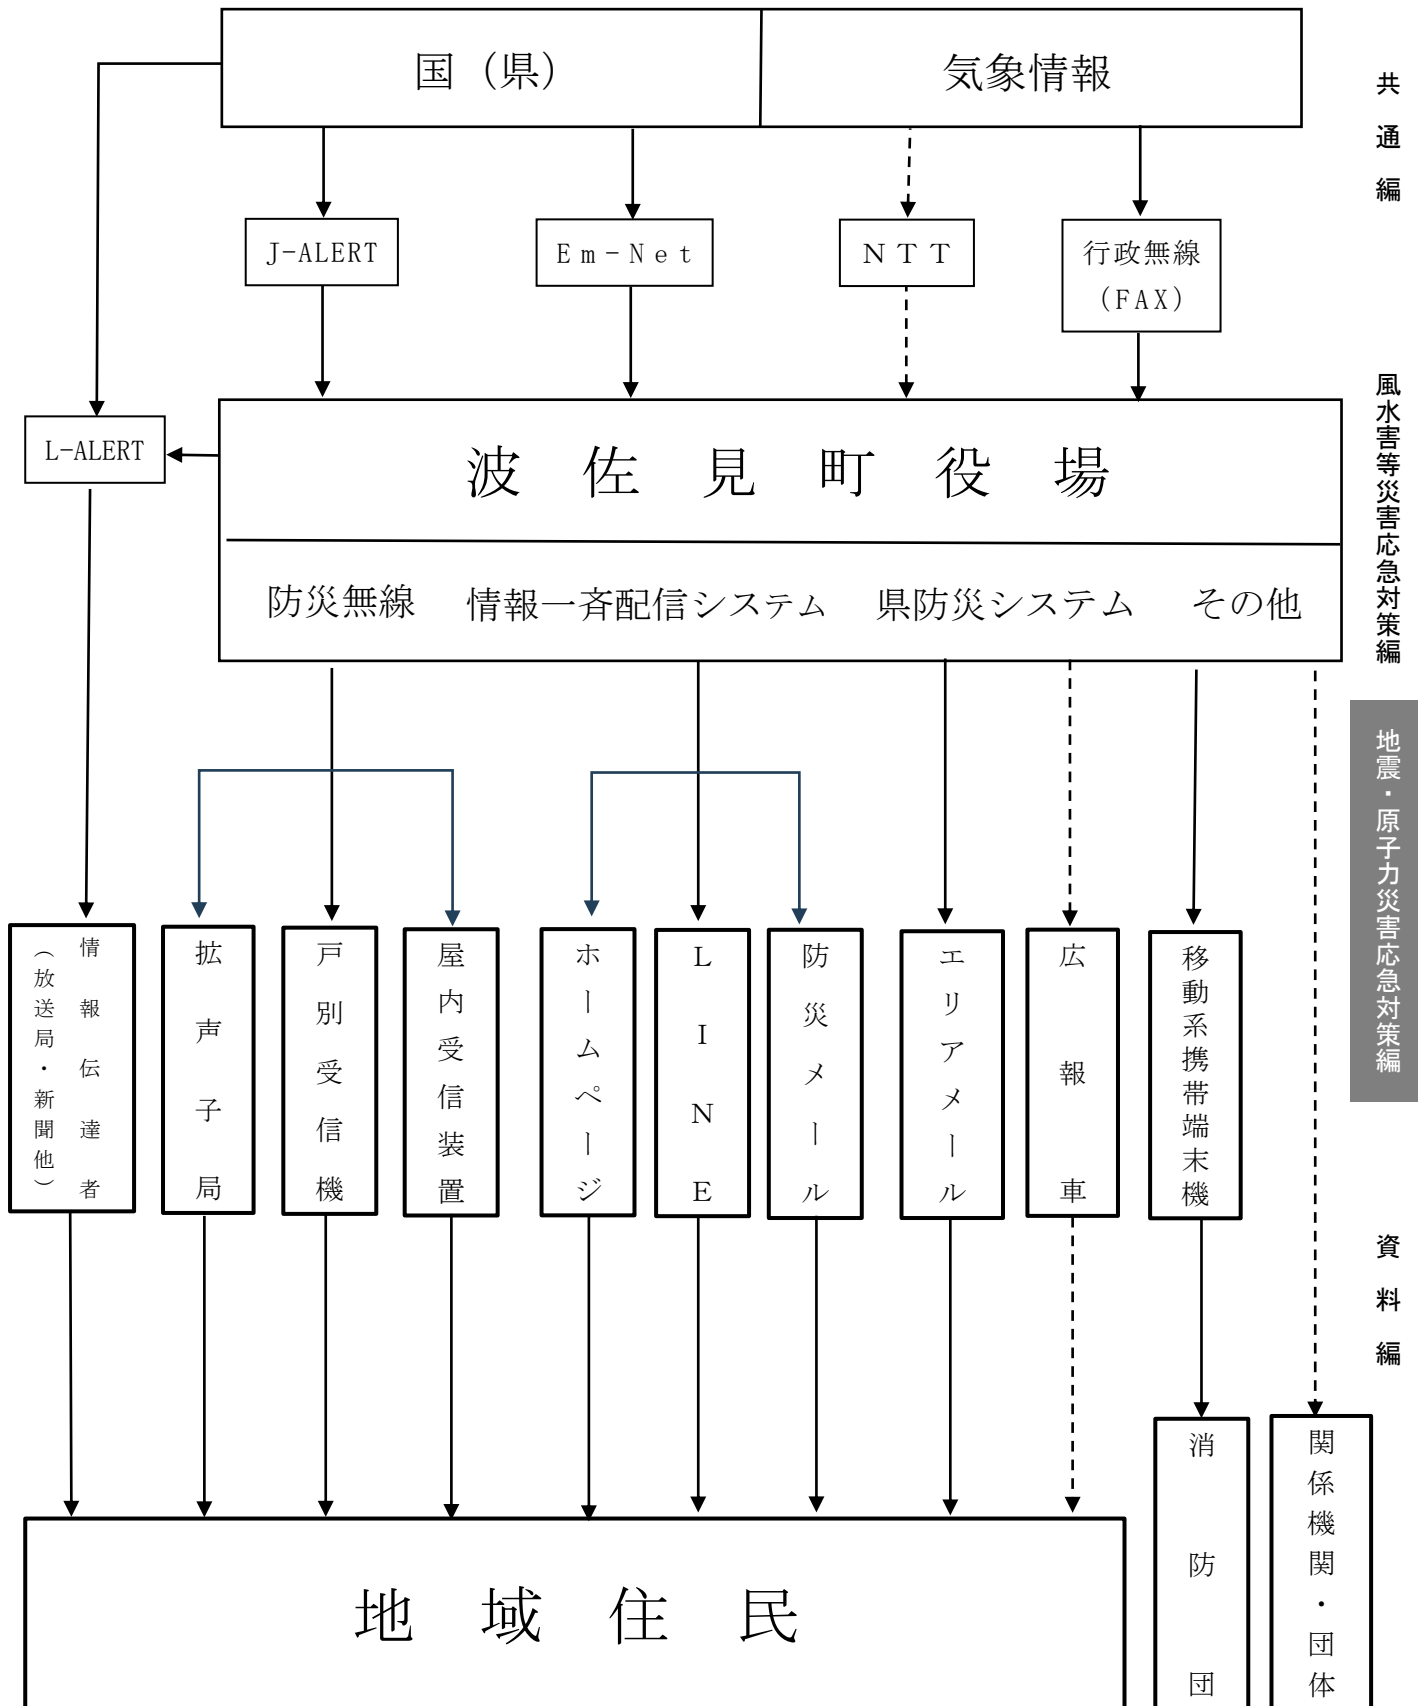 国（県）
気象情報
J-ALERT
Em-Net
ＮＴＴ
行政無線
（FAX）
L-ALERT
波佐見町役場
防災無線　情報一斉配信システム　県防災システム　その他
情報伝達者
（放送局・新聞他）
拡声子局
戸別受信機
屋内受信装置
ホームページ
ＬＩＮＥ
防災メール
エリアメール
広報車
移動系携帯端末機
地域住民
消防団
関係機関・団体
共通編
風水害等災害応急対策編
地震・原子力災害応急対策編
資料編